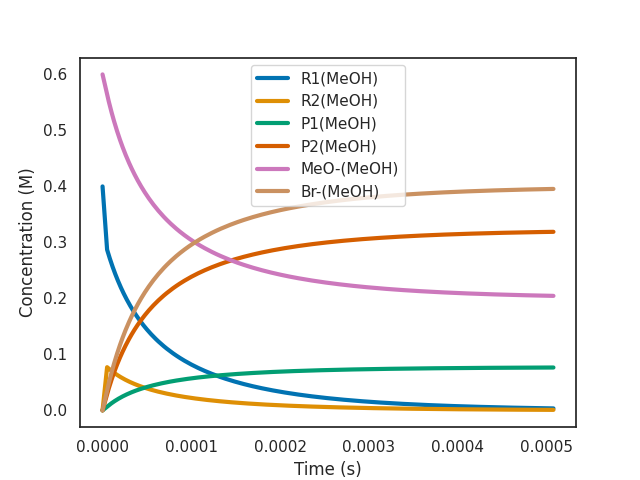 Concentration (M)
0.6
0.5
0.4
0.3
0.2
0.1
0.0
R1(MeOH)
R2(MeOH)
P1(MeOH)
P2(MeOH)
MeO-(MeOH)
Br-(MeOH)
0.0000 0.0001 0.0002 0.0003 0.0004 0.0005
Time (s)